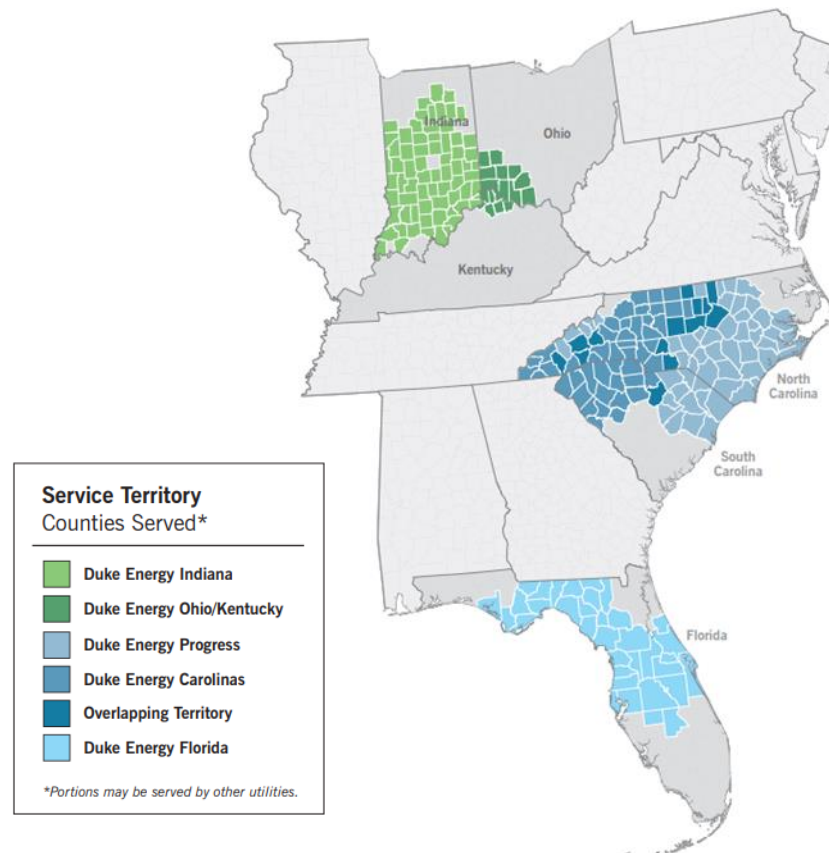 Indiana
Ohio
Kentucky
North
Carolina
South
Carolina
Service Territory
Counties Served*
Duke Energy Indiana
Duke Energy Ohio/Kentucky
Duke Energy Progress
Duke Energy Carolinas
Overlapping Territory
Duke Energy Florida
*Portions may be served by other utilities.
Florida